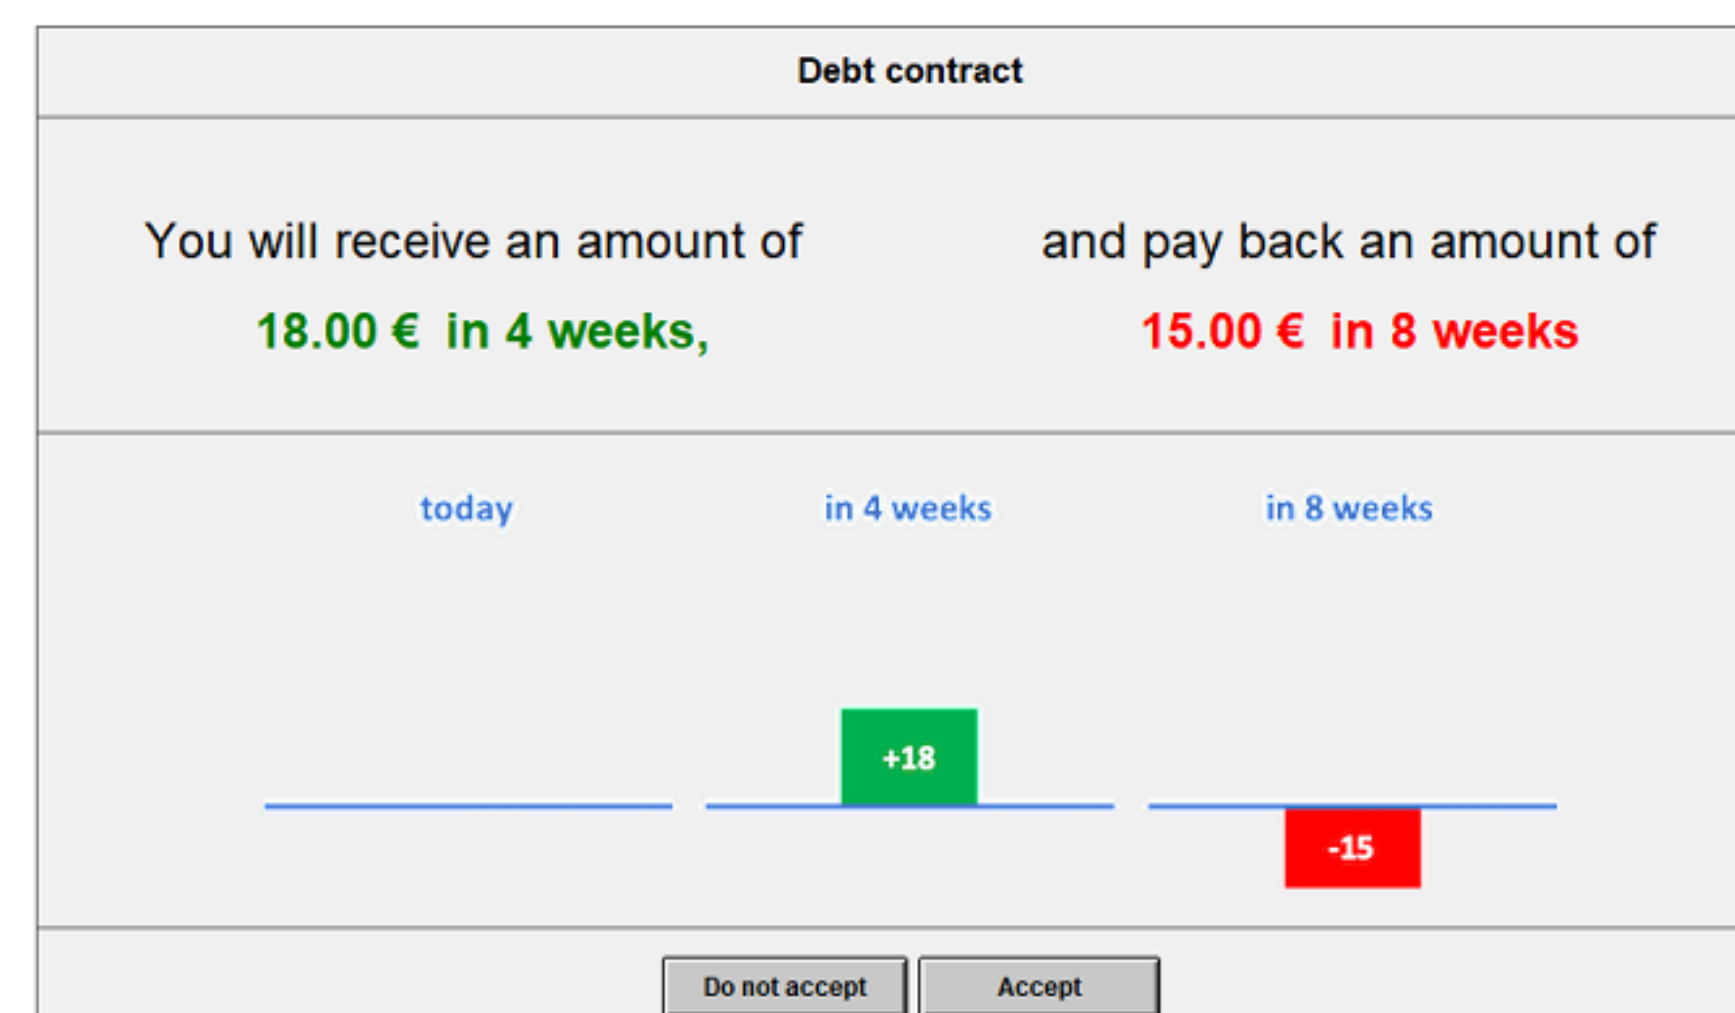 Debt contract
You will receive an amount of
18.00 € in 4 weeks,
and pay back an amount of
15.00 € in 8 weeks
today
in 4 weeks
in 8 weeks
+18
-15
Do not accept
Accept